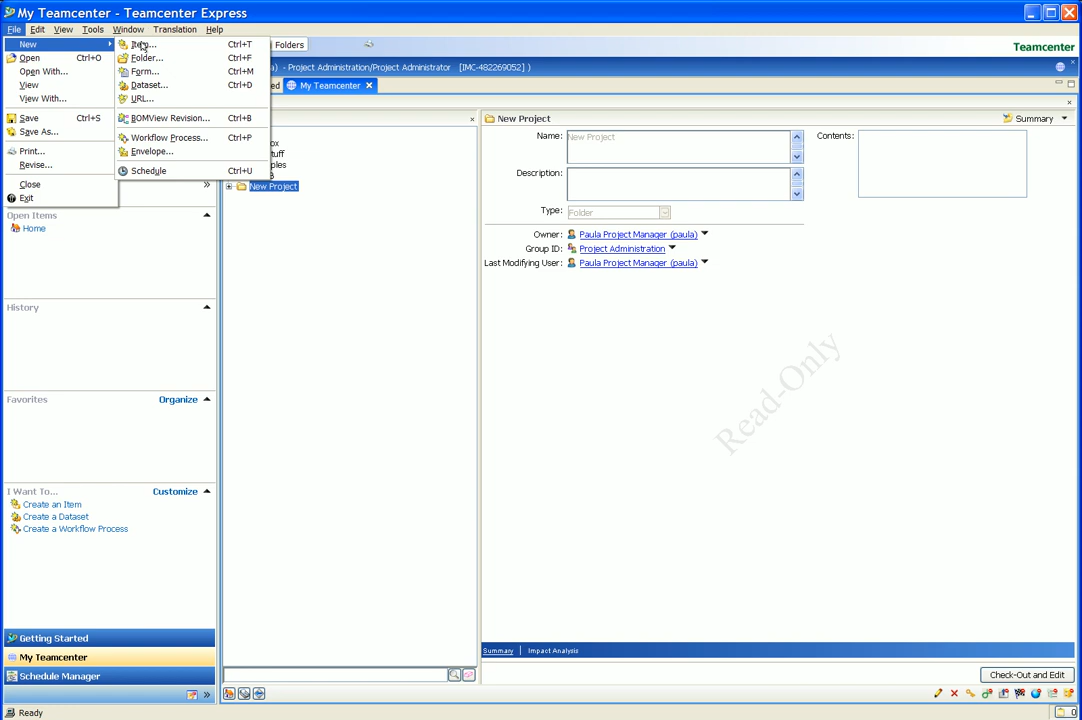 My Teamcenter - Teamcenter Express
File Edit View Tools Window Translation Help
New
Open Ctrl+O
Open With...
View
View With...
Save Ctrl+S
Save As...
Print...
Revise...
Close
Exit
Item... Ctrl+T
Folder... Ctrl+F
Form... Ctrl+M
Dataset... Ctrl+D
URL...
BOMView Revision... Ctrl+B
Workflow Process... Ctrl+P
Envelope...
Schedule Ctrl+U
Folders
Teamcenter
- Project Administration/Project Administrator [IMC-482269052] )
My Teamcenter
New Project
Open Items
Home
History
Favorites Organize
I Want To... Customize
Create an Item
Create a Dataset
Create a Workflow Process
Getting Started
My Teamcenter
Schedule Manager
New Project Summary
Name: New Project
Contents:
Description:
Type: Folder
Owner: Paula Project Manager (paula)
Group ID: Project Administration
Last Modifying User: Paula Project Manager (paula)
Read-Only
Summary Impact Analysis
Check-Out and Edit
Ready
0